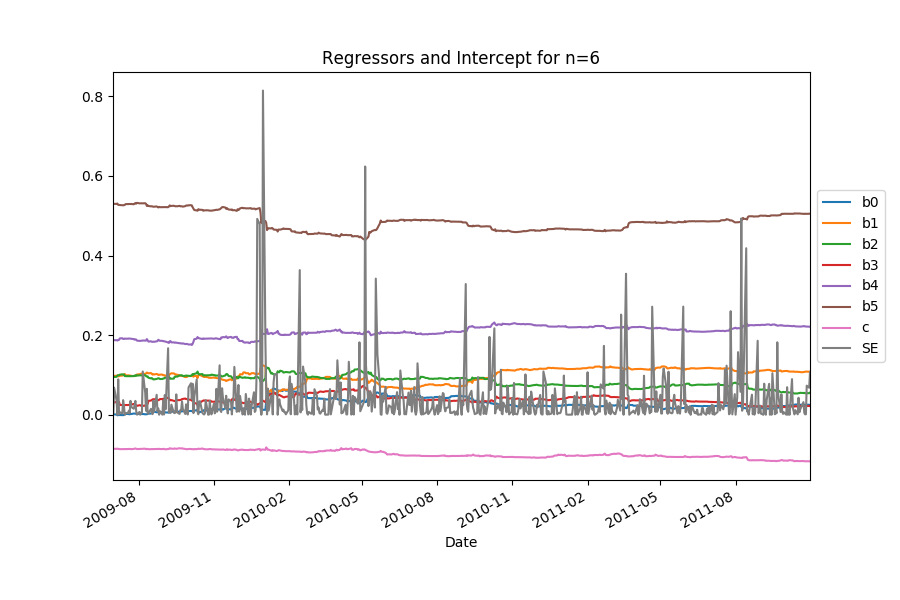 Regressors and Intercept for n=6
0.8
0.6
0.4
0.2
0.0
2009-08
2009-11
2010-02
2010-05
2010-08
2010-11
2011-02
2011-05
2011-08
Date
b0
b1
b2
b3
b4
b5
c
SE